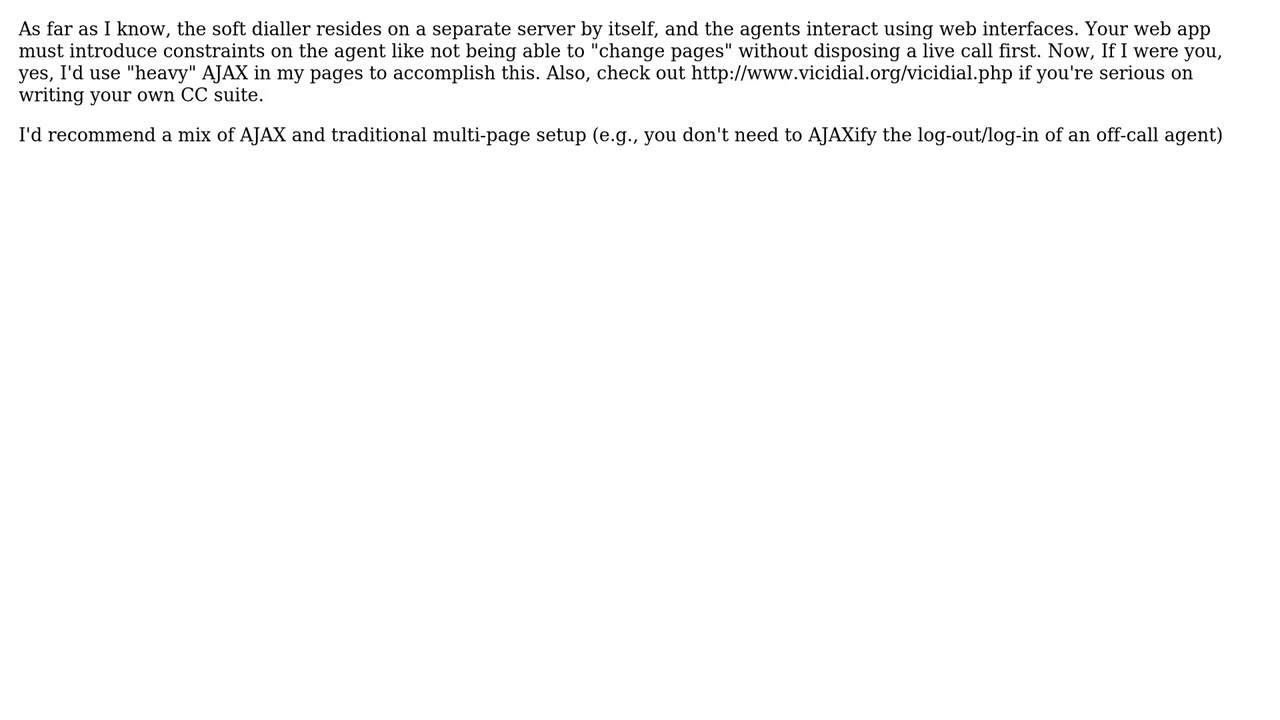 As far as I know, the soft dialler resides on a separate server by itself, and the agents interact using web interfaces. Your web app
must introduce constraints on the agent like not being able to "change pages" without disposing a live call first. Now, If I were you,
yes, I'd use "heavy" AJAX in my pages to accomplish this. Also, check out http://www.vicidial.org/vicidial.php if you're serious on
writing your own CC suite.
I'd recommend a mix of AJAX and traditional multi-page setup (e.g., you don't need to AJAXify the log-out/log-in of an off-call agent)